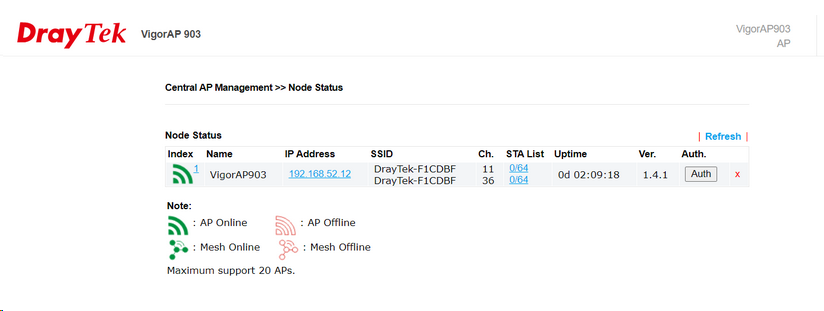 DrayTek VigorAP 903
VigorAP903
AP
Central AP Management >> Node Status
Node Status | Refresh |
Index Name IP Address SSID Ch. STA List Uptime Ver. Auth.
1 VigorAP903 192.168.52.12 DrayTek-F1CDBF 11 0/64 0d 02:09:18 1.4.1 Auth x
DrayTek-F1CDBF 36 0/64
Note:
: AP Online : AP Offline
: Mesh Online : Mesh Offline
Maximum support 20 APs.